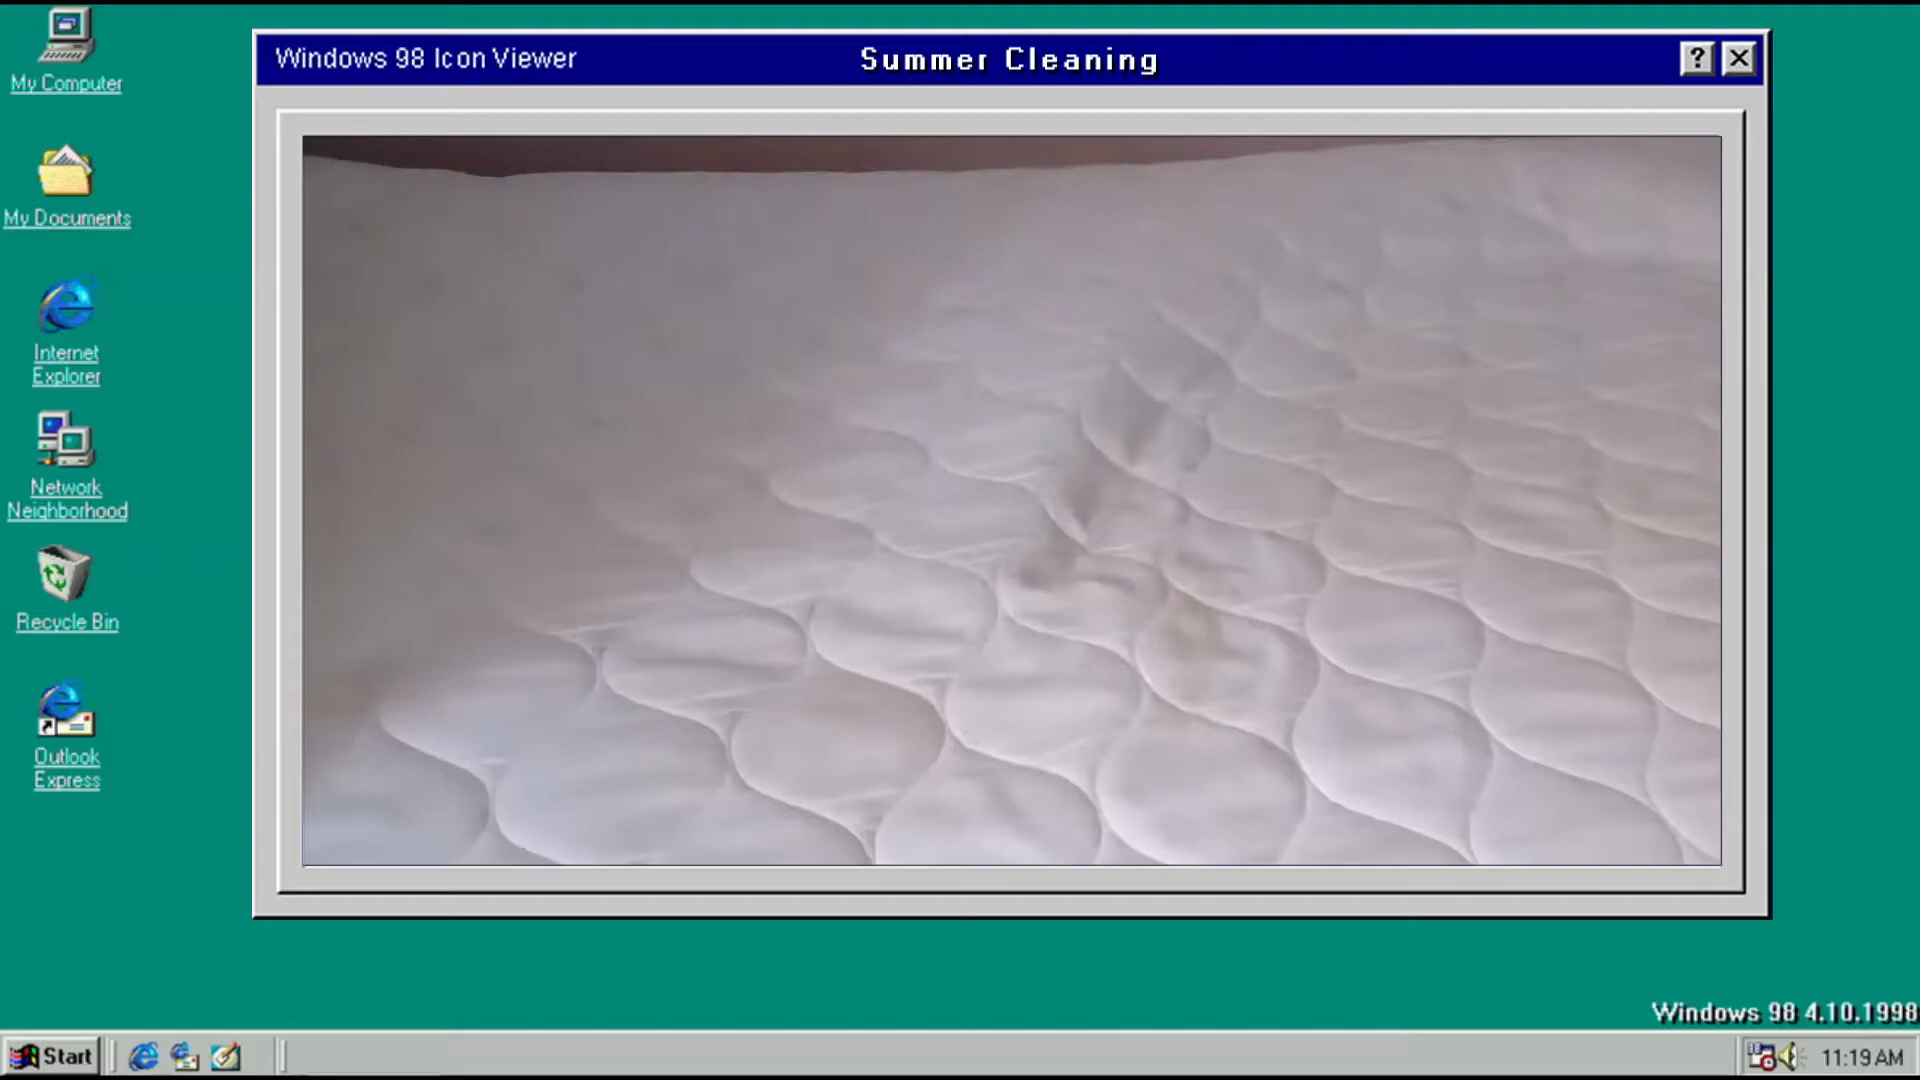 My Computer
My Documents
Internet
Explorer
Network
Neighborhood
Recycle Bin
Outlook
Express
Windows 98 Icon Viewer
Summer Cleaning
Windows 98 4.10.1998
Start
11:19 AM